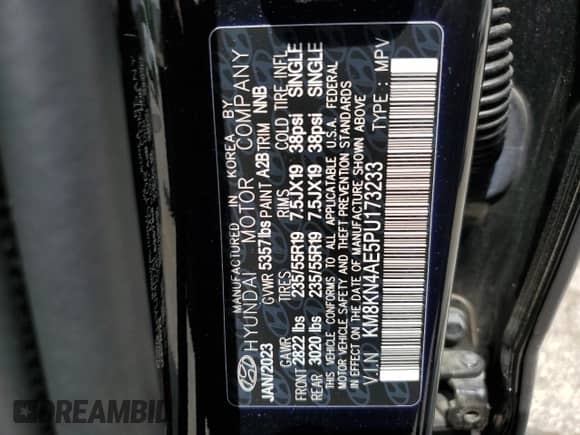 MANUFACTURED IN KOREA BY
HYUNDAI MOTOR COMPANY
JAN/2023 GVWR 5357lbs PAINT A2B TRIM NNB
GAWR TIRES RIMS COLD TIRE INFL
FRONT 2822 lbs 235/55R19 7.5JX19 38psi SINGLE
REAR 3020 lbs 235/55R19 7.5JX19 38psi SINGLE
THIS VEHICLE CONFORMS TO ALL APPLICABLE U.S.A. FEDERAL
MOTOR VEHICLE SAFETY AND THEFT PREVENTION STANDARDS
IN EFFECT ON THE DATE OF MANUFACTURE SHOWN ABOVE
V.I.N KM8KN4AE5PU173233 TYPE : MPV
DREAMBID